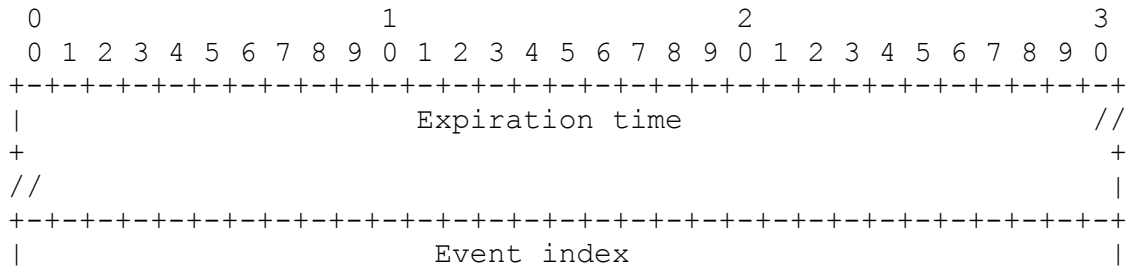 0                   1                   2                   3
 0 1 2 3 4 5 6 7 8 9 0 1 2 3 4 5 6 7 8 9 0 1 2 3 4 5 6 7 8 9 0
+-+-+-+-+-+-+-+-+-+-+-+-+-+-+-+-+-+-+-+-+-+-+-+-+-+-+-+-+-+-+-+
|                      Expiration time                       //
+                                                             +
//                                                            |
+-+-+-+-+-+-+-+-+-+-+-+-+-+-+-+-+-+-+-+-+-+-+-+-+-+-+-+-+-+-+-+
|                       Event index                           |